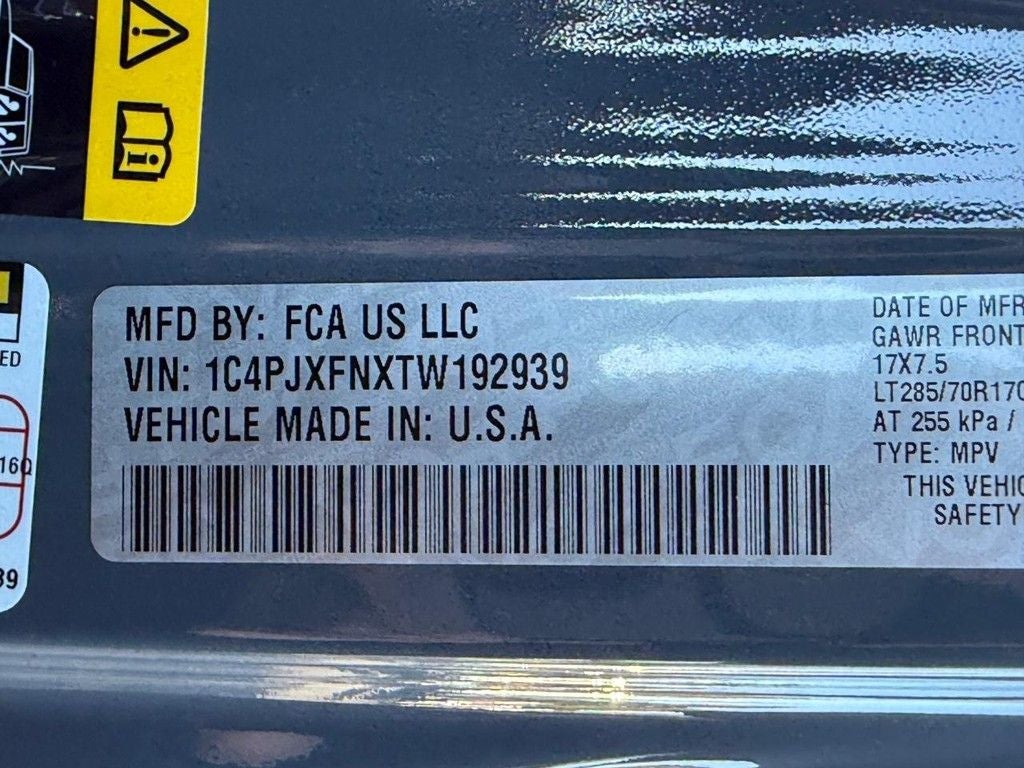 MFD BY: FCA US LLC
VIN: 1C4PJXFNXTW192939
VEHICLE MADE IN: U.S.A.
DATE OF MFR
GAWR FRONT
17X7.5
LT285/70R17C
AT 255 kPa /
TYPE: MPV
THIS VEHIC
SAFETY
ED
16Q
39